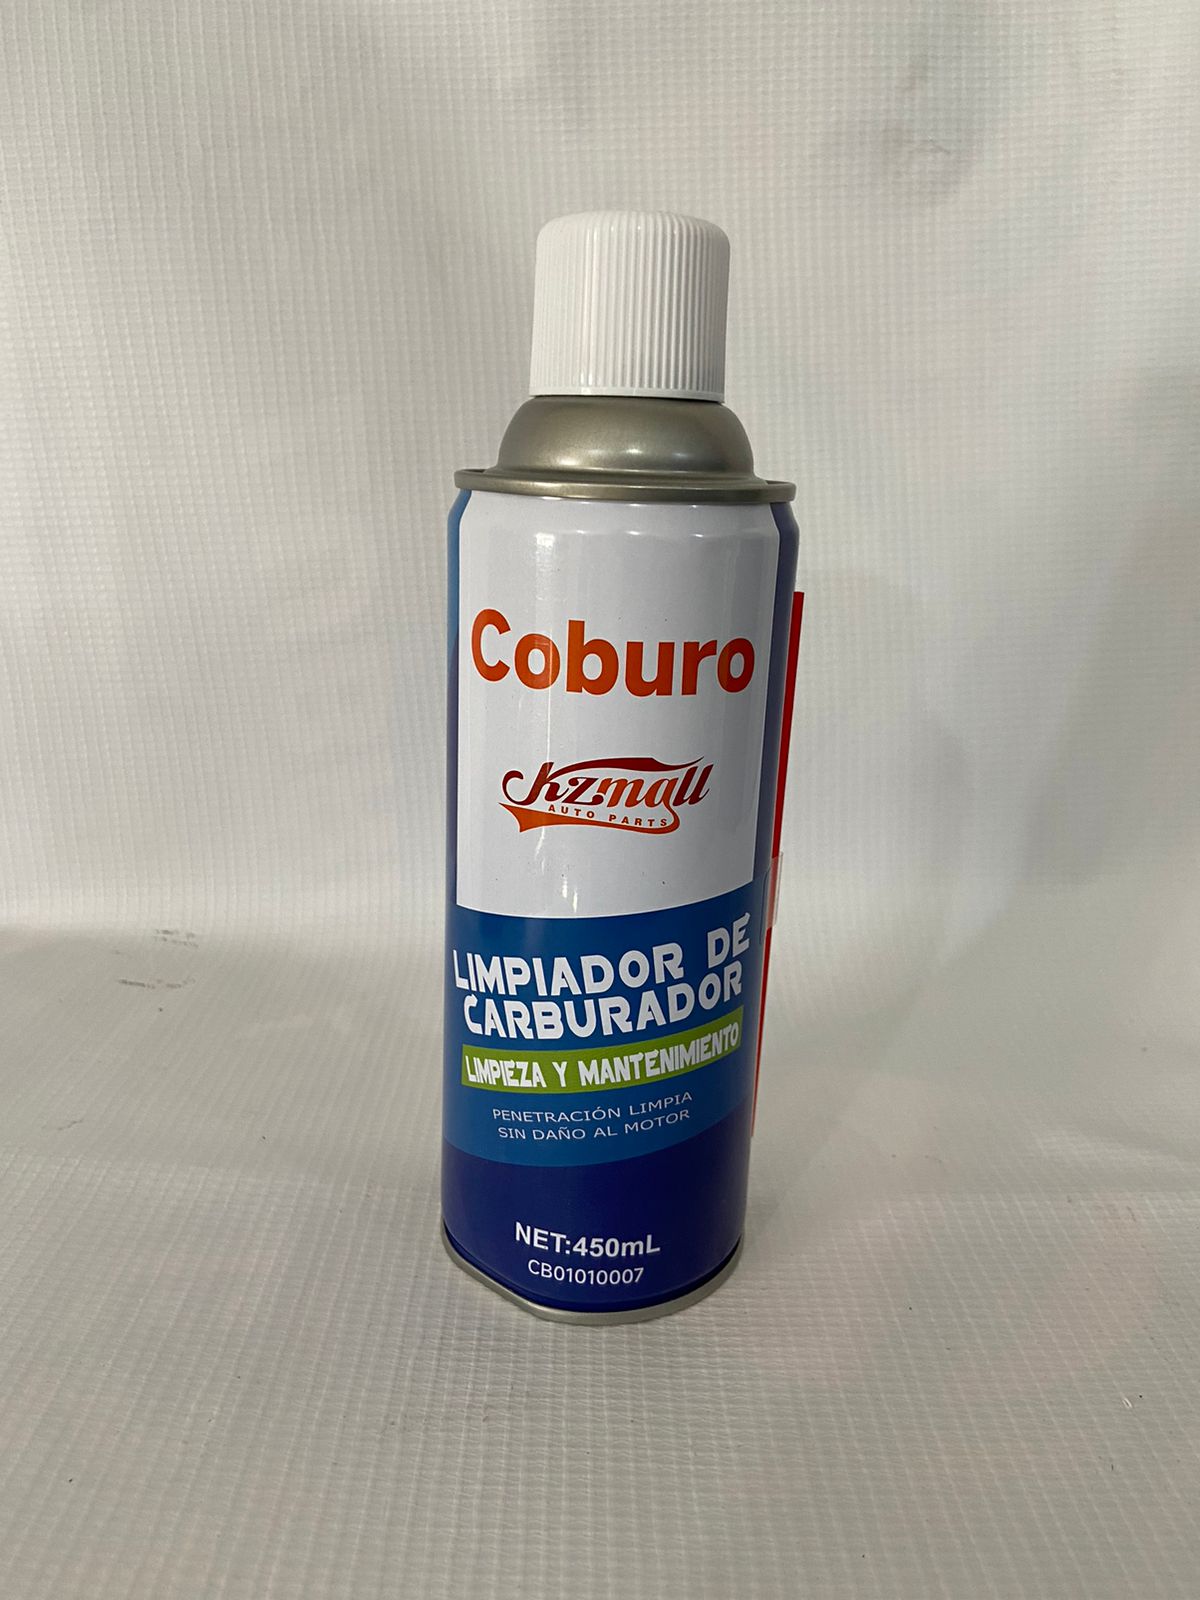 Coburo
kzmall
AUTO PARTS
LIMPIADOR DE
CARBURADOR
LIMPIEZA Y MANTENIMIENTO
PENETRACIÓN LIMPIA
SIN DAÑO AL MOTOR
NET:450mL
CB01010007